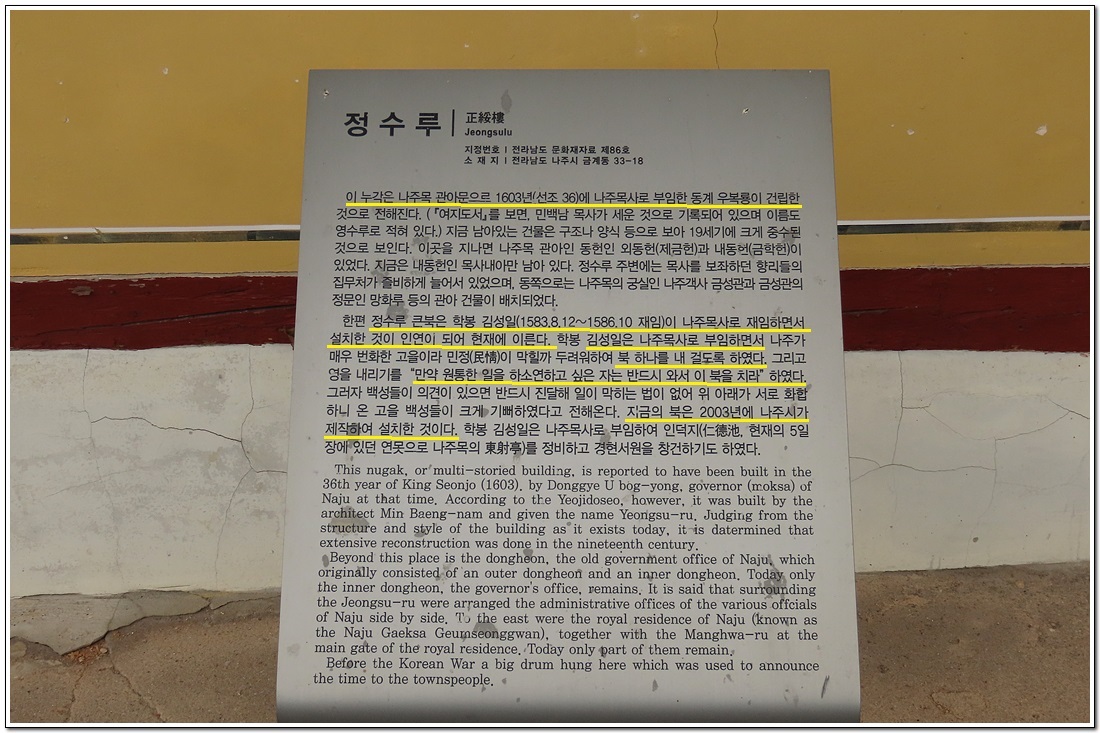 정수루
正綏樓
Jeongsulu
지정번호 | 전라남도 문화재자료 제86호
소 재 지 | 전라남도 나주시 금계동 33-18
이 누각은 나주목 관아문으로 1603년(선조 36)에 나주목사로 부임한 동계 우복룡이 건립한
것으로 전해진다. (『여지도서』를 보면, 민백남 목사가 세운 것으로 기록되어 있으며 이름도
영수루로 적혀 있다.) 지금 남아있는 건물은 구조나 양식 등으로 보아 19세기에 크게 중수된
것으로 보인다. 이곳을 지나면 나주목 관아인 동헌인 외동헌(제금헌)과 내동헌(금학헌)이
있었다. 지금은 내동헌인 목사내아만 남아 있다. 정수루 주변에는 목사를 보좌하던 향리들의
집무처가 즐비하게 늘어서 있었으며, 동쪽으로는 나주목의 궁실인 나주객사 금성관과 금성관의
정문인 망화루 등의 관아 건물이 배치되었다.
한편 정수루 큰북은 학봉 김성일(1583.8.12~1586.10 재임)이 나주목사로 재임하면서
설치한 것이 인연이 되어 현재에 이른다. 학봉 김성일은 나주목사로 부임하면서 나주가
매우 번화한 고을이라 민정(民情)이 막힐까 두려워하여 북 하나를 내 걸도록 하였다. 그리고
영을 내리기를 “만약 원통한 일을 하소연하고 싶은 자는 반드시 와서 이 북을 치라” 하였다.
그러자 백성들이 의견이 있으면 반드시 진달해 일이 막히는 법이 없어 위 아래가 서로 화합
하니 온 고을 백성들이 크게 기뻐하였다고 전해온다. 지금의 북은 2003년에 나주시가
제작하여 설치한 것이다. 학봉 김성일은 나주목사로 부임하여 인덕지(仁德池, 현재의 5일
장에 있던 연못으로 나주목의 東射亭)를 정비하고 경현서원을 창건하기도 하였다.
This nugak, or multi-storied building, is reported to have been built in the
36th year of King Seonjo (1603), by Donggye U bog-yong, governor (moksa) of
Naju at that time. According to the Yeojidoseo, however, it was built by the
architect Min Baeng-nam and given the name Yeongsu-ru. Judging from the
structure and style of the building as it exists today, it is datermined that
extensive reconstruction was done in the nineteenth century.
Beyond this place is the dongheon, the old government office of Naju, which
originally consisted of an outer dongheon and an inner dongheon. Today only
the inner dongheon, the governor's office, remains. It is said that surrounding
the Jeongsu-ru were arranged the administrative offices of the various offcials
of Naju side by side. To the east were the royal residence of Naju (known as
the Naju Gaeksa Geumseonggwan), together with the Manghwa-ru at the
main gate of the royal residence. Today only part of them remain.
Before the Korean War a big drum hung here which was used to announce
the time to the townspeople.